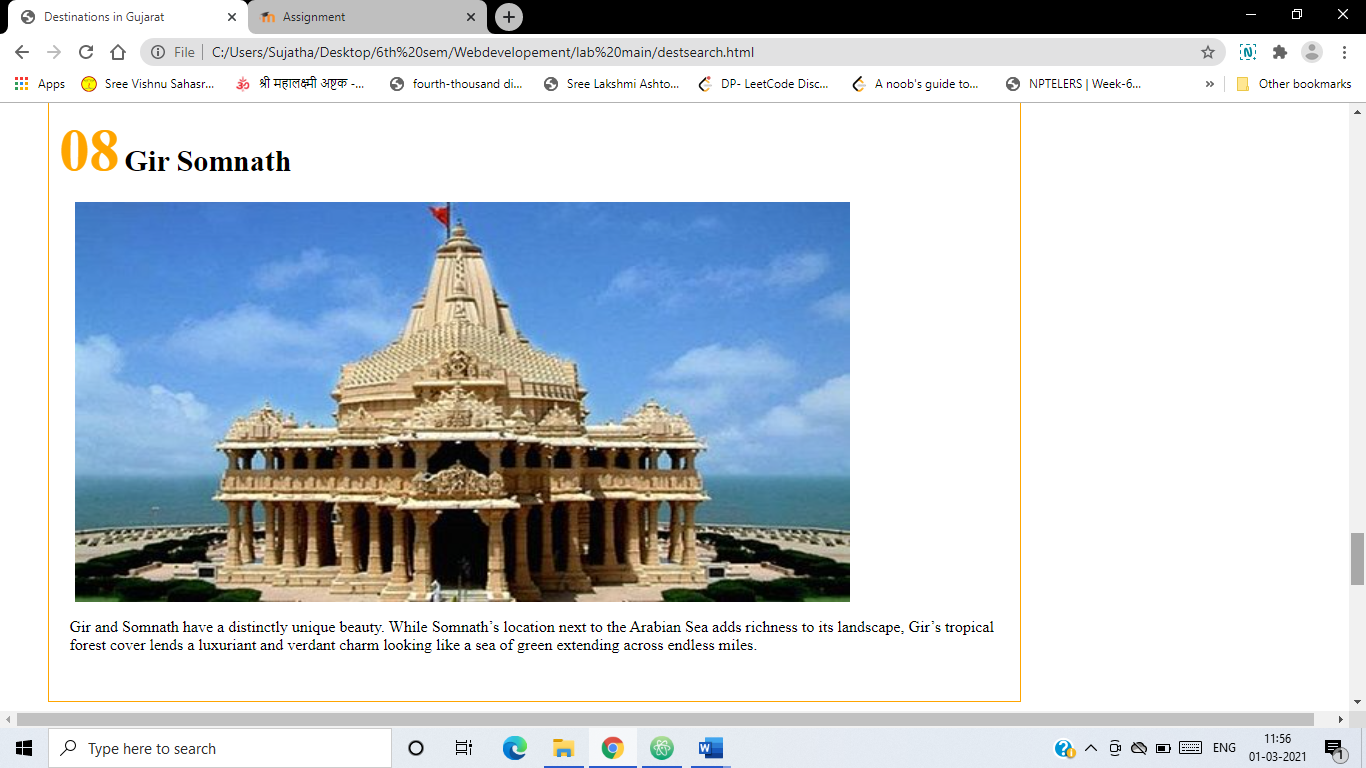 Destinations in Gujarat
Assignment
File
C:/Users/Sujatha/Desktop/6th%20sem/Webdevelopement/lab%20main/destsearch.html
Apps
Sree Vishnu Sahasr...
श्री महालक्ष्मी अष्टक -...
fourth-thousand di...
Sree Lakshmi Ashto...
DP- LeetCode Disc...
A noob's guide to...
NPTELERS | Week-6...
»
Other bookmarks
08 Gir Somnath
Gir and Somnath have a distinctly unique beauty. While Somnath’s location next to the Arabian Sea adds richness to its landscape, Gir’s tropical
forest cover lends a luxuriant and verdant charm looking like a sea of green extending across endless miles.
Type here to search
ENG
11:56
01-03-2021
1